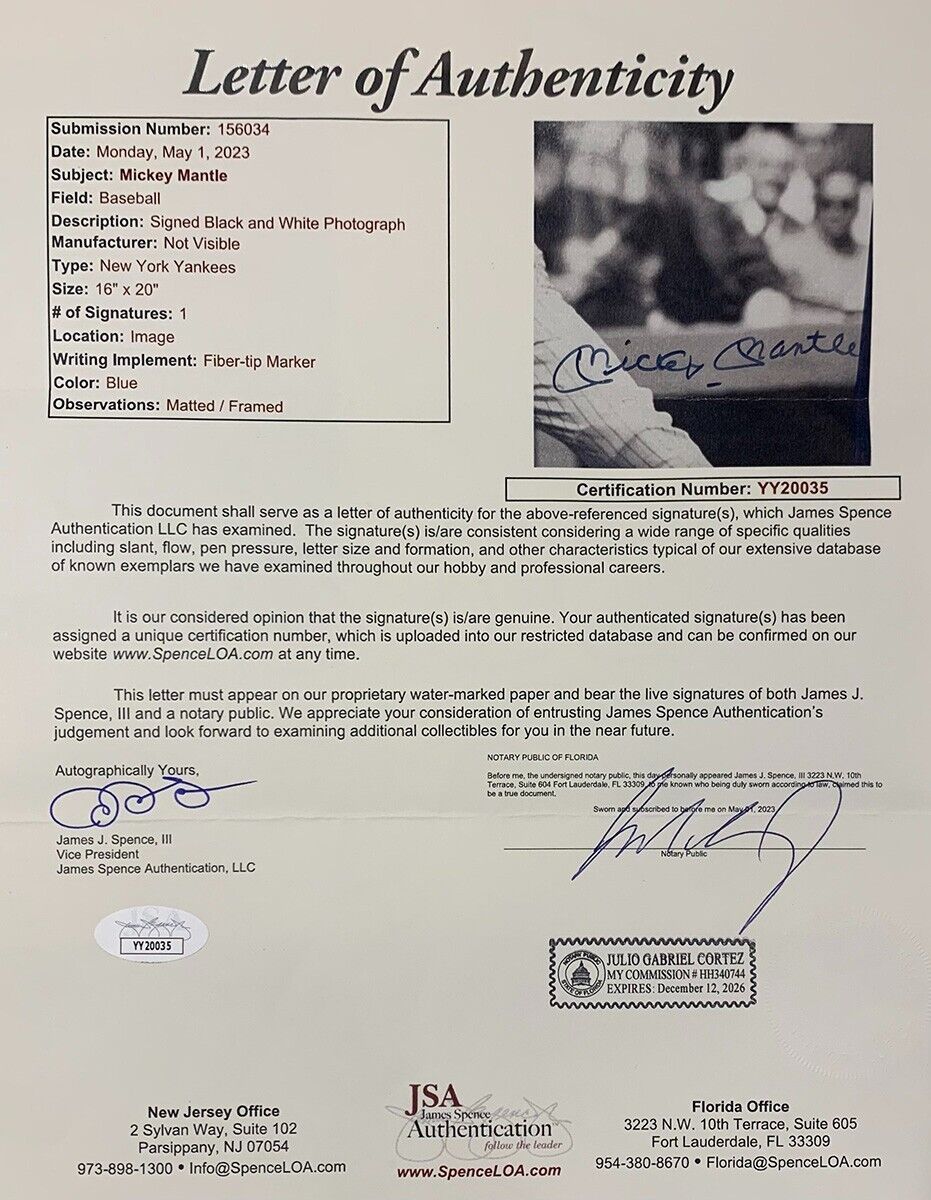 Letter of Authenticity
Submission Number: 156034
Date: Monday, May 1, 2023
Subject: Mickey Mantle
Field: Baseball
Description: Signed Black and White Photograph
Manufacturer: Not Visible
Type: New York Yankees
Size: 16" x 20"
# of Signatures: 1
Location: Image
Writing Implement: Fiber-tip Marker
Color: Blue
Observations: Matted / Framed
Mickey Mantle
Certification Number: YY20035
This document shall serve as a letter of authenticity for the above-referenced signature(s), which James Spence
Authentication LLC has examined. The signature(s) is/are consistent considering a wide range of specific qualities
including slant, flow, pen pressure, letter size and formation, and other characteristics typical of our extensive database
of known exemplars we have examined throughout our hobby and professional careers.
It is our considered opinion that the signature(s) is/are genuine. Your authenticated signature(s) has been
assigned a unique certification number, which is uploaded into our restricted database and can be confirmed on our
website www.SpenceLOA.com at any time.
This letter must appear on our proprietary water-marked paper and bear the live signatures of both James J.
Spence, III and a notary public. We appreciate your consideration of entrusting James Spence Authentication's
judgement and look forward to examining additional collectibles for you in the near future.
Autographically Yours,
James J. Spence, III
Vice President
James Spence Authentication, LLC
NOTARY PUBLIC OF FLORIDA
Before me, the undersigned notary public, this day personally appeared James J. Spence, III 3223 N.W. 10th
Terrace, Suite 604 Fort Lauderdale, FL 33309, to me known who being duly sworn according to law, claimed this to
be a true document.
Sworn and subscribed to before me on May 01, 2023
Notary Public
YY20035
NOTARY PUBLIC
STATE OF FLORIDA
JULIO GABRIEL CORTEZ
MY COMMISSION # HH340744
EXPIRES: December 12, 2026
New Jersey Office
2 Sylvan Way, Suite 102
Parsippany, NJ 07054
973-898-1300 • Info@SpenceLOA.com
JSA
James Spence
Authentication
follow the leader
www.SpenceLOA.com
Florida Office
3223 N.W. 10th Terrace, Suite 605
Fort Lauderdale, FL 33309
954-380-8670 • Florida@SpenceLOA.com